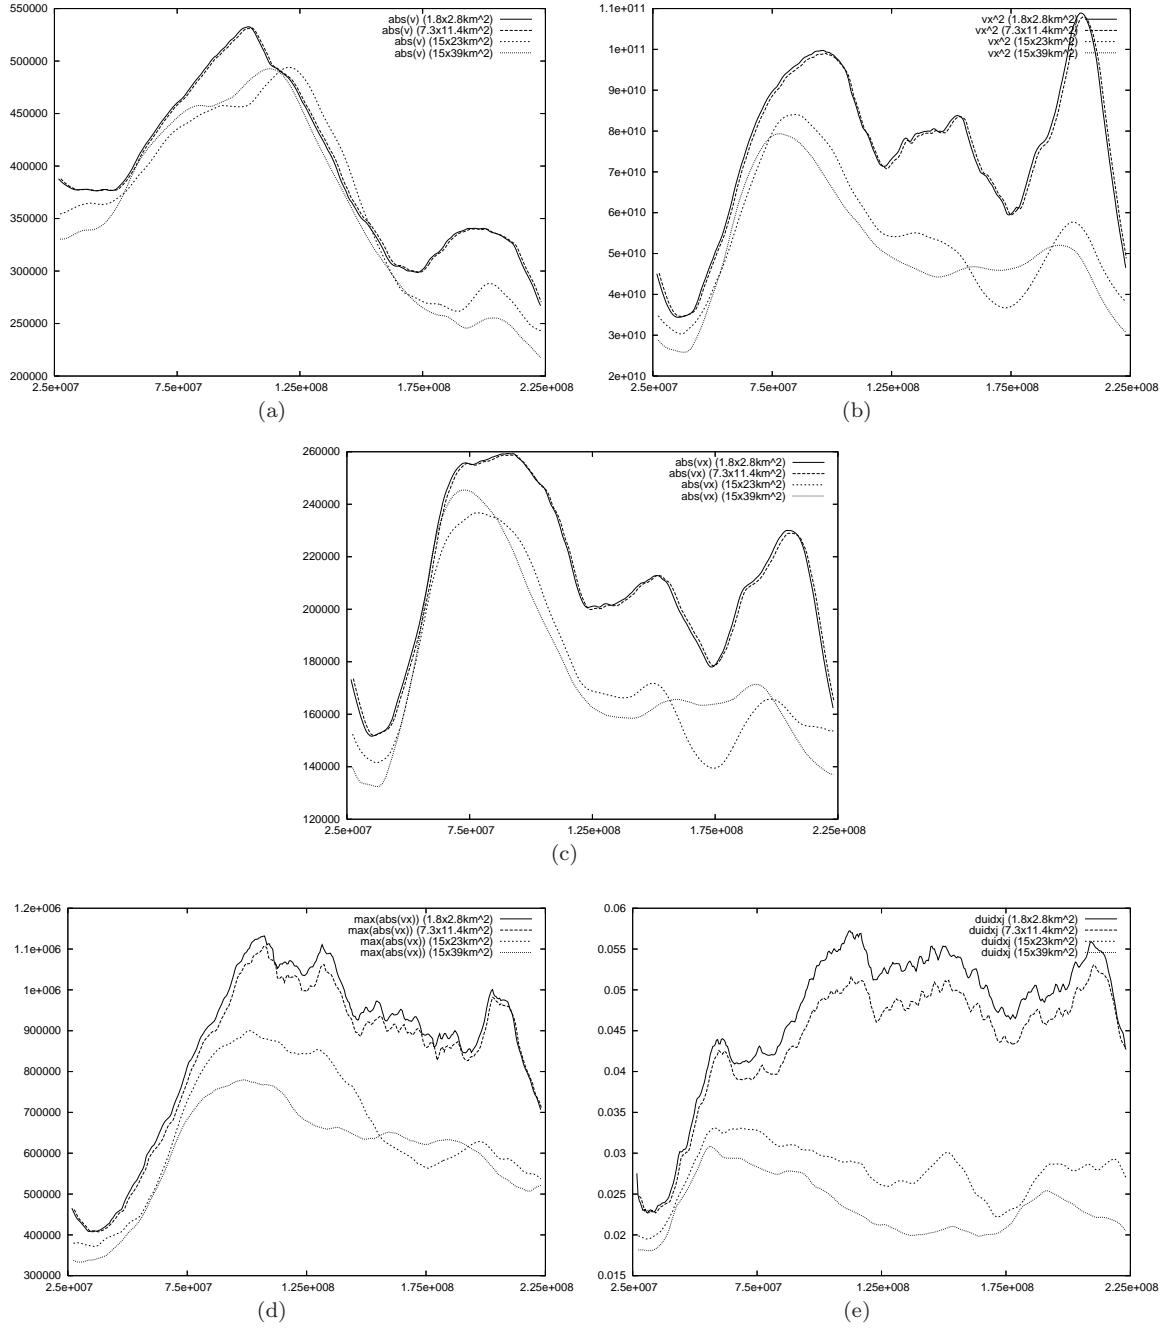 550000
500000
450000
400000
350000
300000
250000
200000
2.5e+007
7.5e+007
1.25e+008
1.75e+008
2.25e+008
abs(v) (1.8x2.8km^2)
abs(v) (7.3x11.4km^2)
abs(v) (15x23km^2)
abs(v) (15x39km^2)
(a)
1.1e+011
1e+011
9e+010
8e+010
7e+010
6e+010
5e+010
4e+010
3e+010
2e+010
2.5e+007
7.5e+007
1.25e+008
1.75e+008
2.25e+008
vx^2 (1.8x2.8km^2)
vx^2 (7.3x11.4km^2)
vx^2 (15x23km^2)
vx^2 (15x39km^2)
(b)
260000
240000
220000
200000
180000
160000
140000
120000
2.5e+007
7.5e+007
1.25e+008
1.75e+008
2.25e+008
abs(vx) (1.8x2.8km^2)
abs(vx) (7.3x11.4km^2)
abs(vx) (15x23km^2)
abs(vx) (15x39km^2)
(c)
1.2e+006
1.1e+006
1e+006
900000
800000
700000
600000
500000
400000
300000
2.5e+007
7.5e+007
1.25e+008
1.75e+008
2.25e+008
max(abs(vx)) (1.8x2.8km^2)
max(abs(vx)) (7.3x11.4km^2)
max(abs(vx)) (15x23km^2)
max(abs(vx)) (15x39km^2)
(d)
0.06
0.055
0.05
0.045
0.04
0.035
0.03
0.025
0.02
0.015
2.5e+007
7.5e+007
1.25e+008
1.75e+008
2.25e+008
duidxj (1.8x2.8km^2)
duidxj (7.3x11.4km^2)
duidxj (15x23km^2)
duidxj (15x39km^2)
(e)